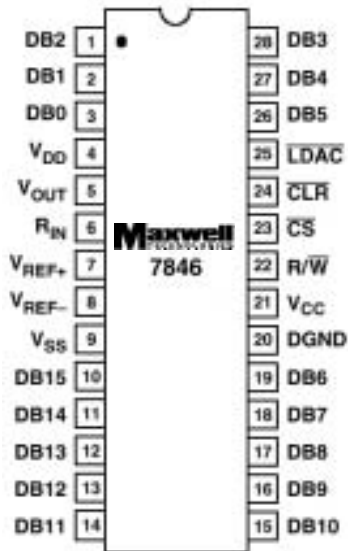 DB2 1 28 DB3
DB1 2 27 DB4
DB0 3 26 DB5
VDD 4 25 LDAC
VOUT 5 24 CLR
RIN 6 23 CS
Maxwell
VREF+ 7 7846 22 R/W
VREF– 8 21 VCC
VSS 9 20 DGND
DB15 10 19 DB6
DB14 11 18 DB7
DB13 12 17 DB8
DB12 13 16 DB9
DB11 14 15 DB10